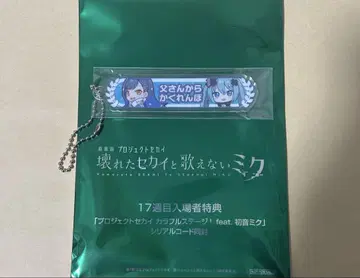 父さんから
かくれんぼ
劇場版 プロジェクトセカイ
壊れたセカイと歌えないミク
17週目入場者特典
「プロジェクトセカイ カラフルステージ! feat. 初音ミク」
シリアルコード同封